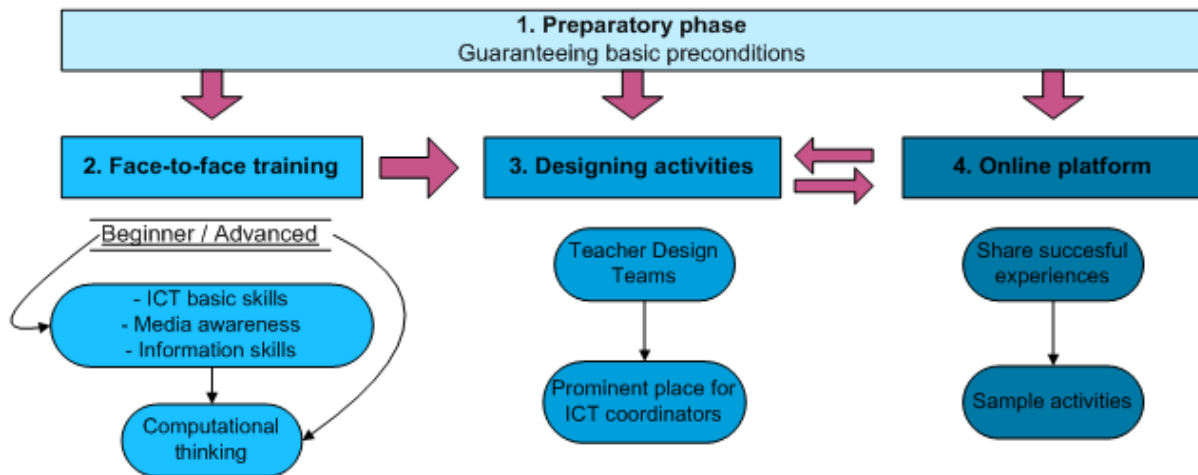 1. Preparatory phase
Guaranteeing basic preconditions
2. Face-to-face training
3. Designing activities
4. Online platform
Beginner / Advanced
- ICT basic skills
- Media awareness
- Information skills
Computational
thinking
Teacher Design
Teams
Prominent place for
ICT coordinators
Share succesful
experiences
Sample activities